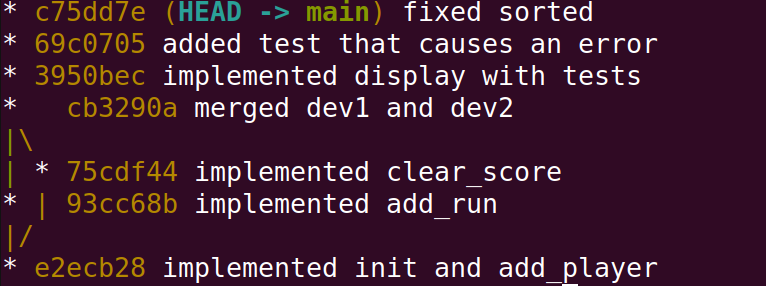 * c75dd7e (HEAD -> main) fixed sorted
* 69c0705 added test that causes an error
* 3950bec implemented display with tests
*   cb3290a merged dev1 and dev2
|\
| * 75cdf44 implemented clear_score
* | 93cc68b implemented add_run
|/
* e2ecb28 implemented init and add_player